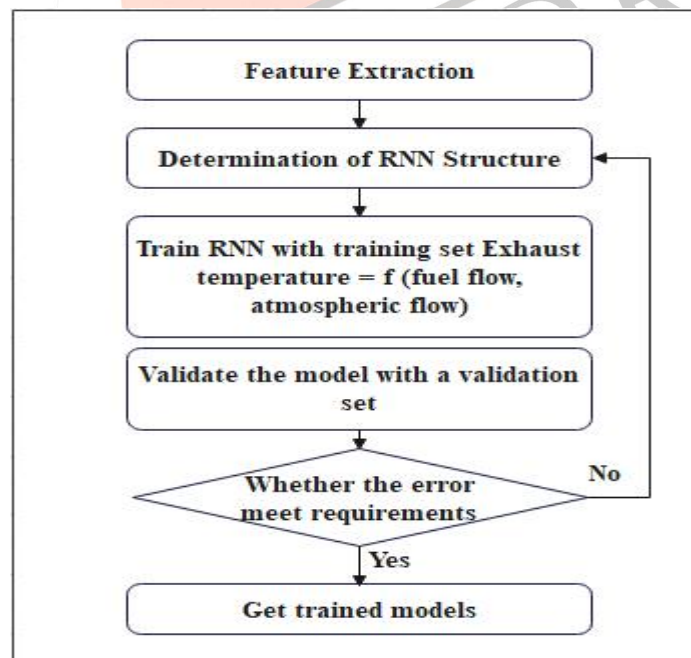 Feature Extraction
Determination of RNN Structure
Train RNN with training set Exhaust
temperature = f (fuel flow,
atmospheric flow)
Validate the model with a validation
set
Whether the error
meet requirements
No
Yes
Get trained models